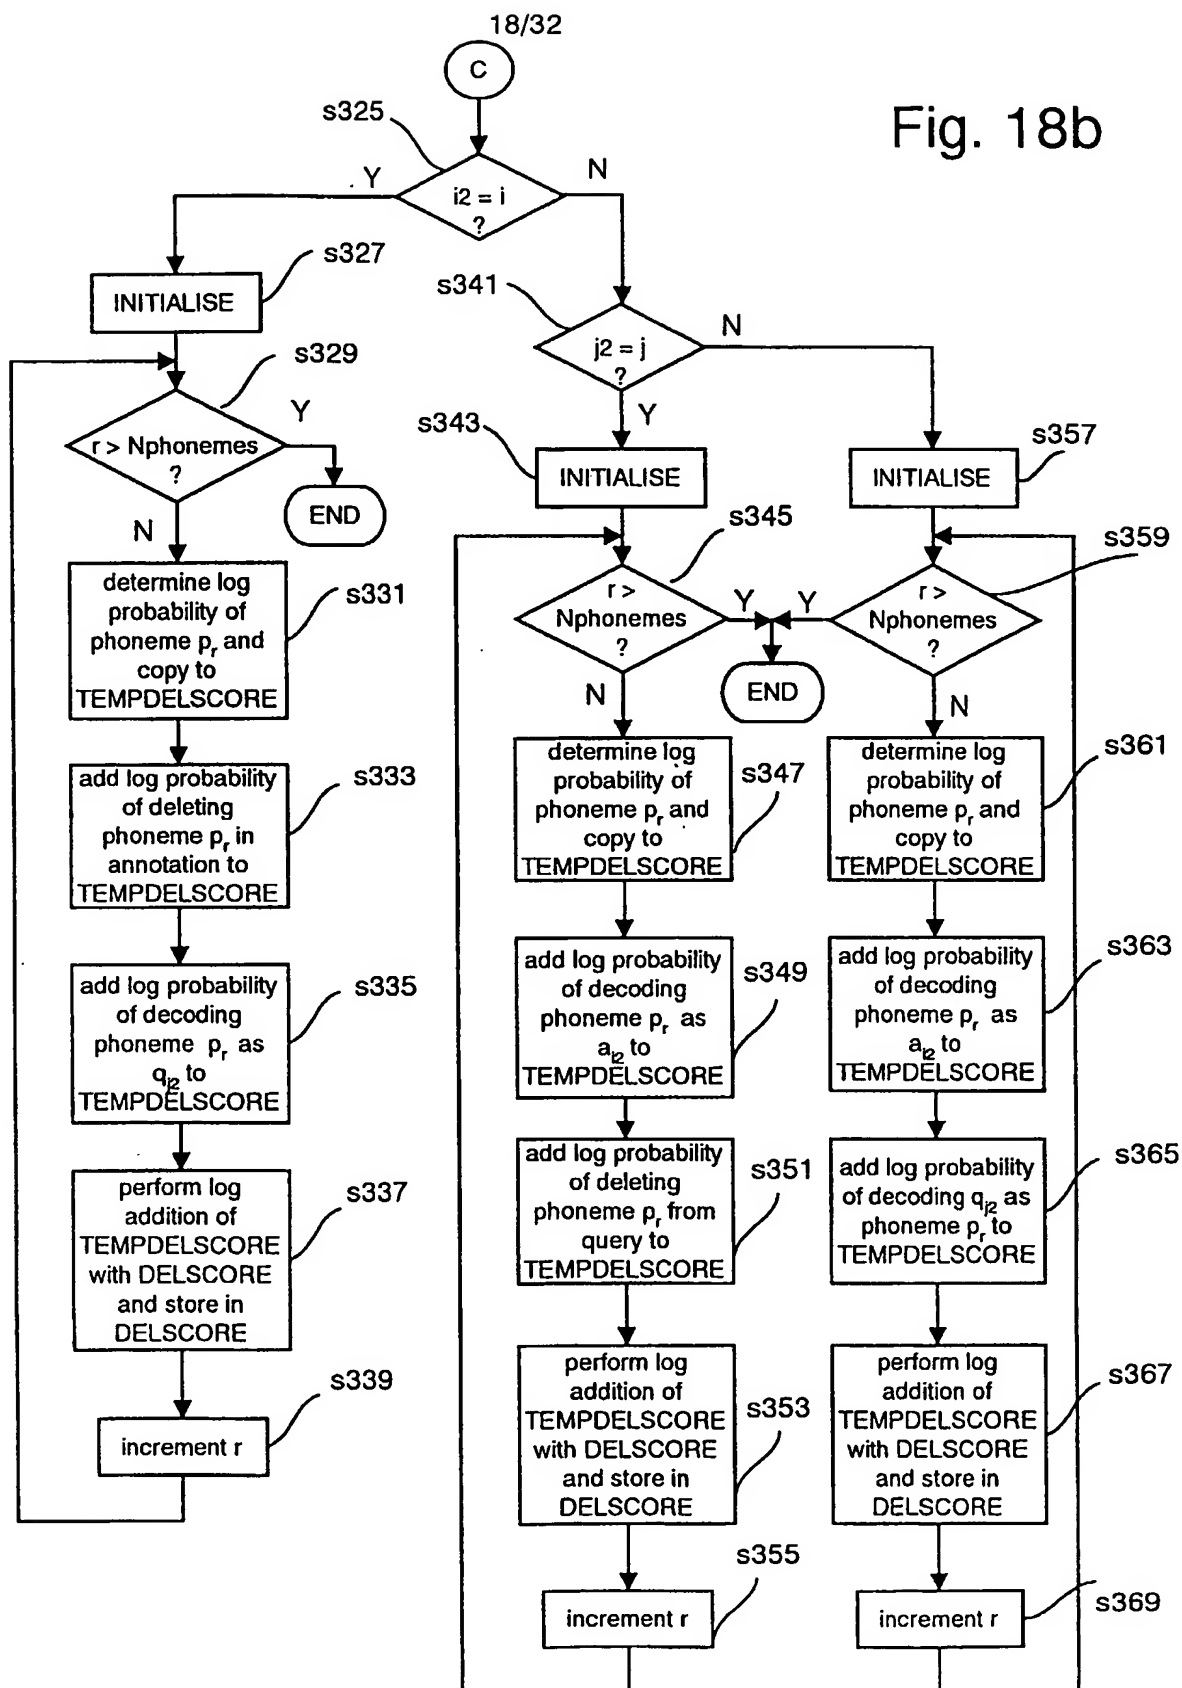 18/32
C
Fig. 18b
s325
Y
N
i2 = i
?
s327
INITIALISE
s341
j2 = j
?
N
Y
s329
r > Nphonemes
?
Y
END
N
s331
determine log
probability of
phoneme pr and
copy to
TEMPDELSCORE
s333
add log probability
of deleting
phoneme pr in
annotation to
TEMPDELSCORE
s335
add log probability
of decoding
phoneme pr as
qj2 to
TEMPDELSCORE
s337
perform log
addition of
TEMPDELSCORE
with DELSCORE
and store in
DELSCORE
s339
increment r
s343
INITIALISE
s345
r >
Nphonemes
?
Y
N
END
s347
determine log
probability of
phoneme pr and
copy to
TEMPDELSCORE
s349
add log probability
of decoding
phoneme pr as
ai2 to
TEMPDELSCORE
s351
add log probability
of deleting
phoneme pr from
query to
TEMPDELSCORE
s353
perform log
addition of
TEMPDELSCORE
with DELSCORE
and store in
DELSCORE
s355
increment r
s357
INITIALISE
s359
r >
Nphonemes
?
Y
N
s361
determine log
probability of
phoneme pr and
copy to
TEMPDELSCORE
s363
add log probability
of decoding
phoneme pr as
ai2 to
TEMPDELSCORE
s365
add log probability
of decoding qj2 as
phoneme pr to
TEMPDELSCORE
s367
perform log
addition of
TEMPDELSCORE
with DELSCORE
and store in
DELSCORE
s369
increment r